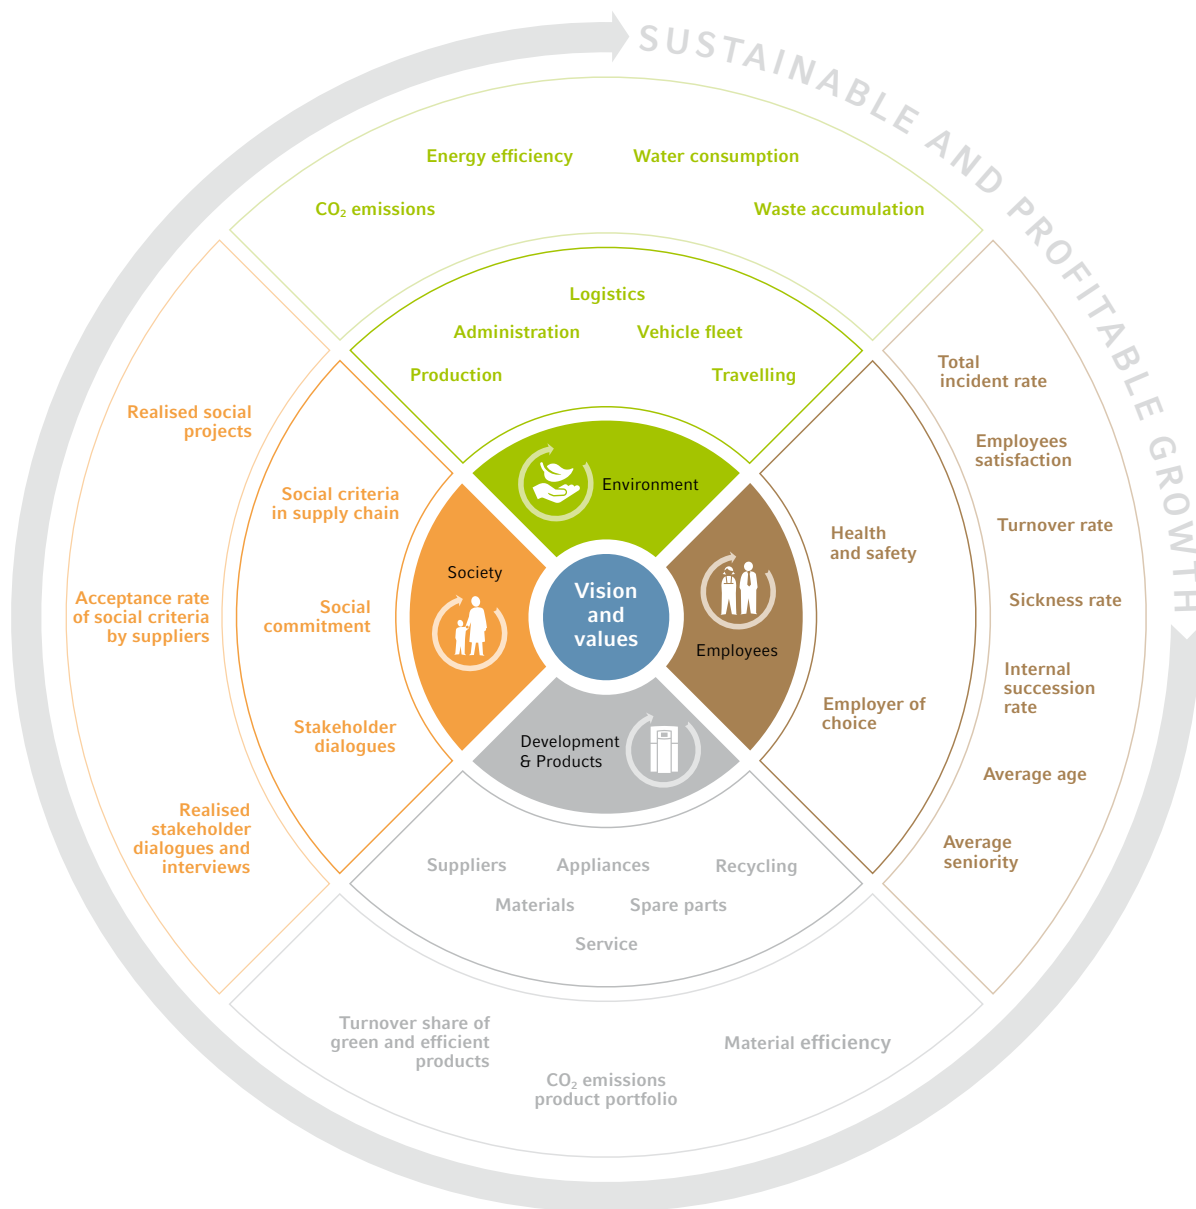 SUSTAINABLE AND PROFITABLE GROWTH
Energy efficiency
Water consumption
CO₂ emissions
Waste accumulation
Logistics
Administration
Vehicle fleet
Production
Travelling
Environment
Total
incident rate
Employees
satisfaction
Turnover rate
Sickness rate
Internal
succession
rate
Average age
Average
seniority
Health
and safety
Employer of
choice
Employees
Vision
and
values
Society
Social criteria
in supply chain
Social
commitment
Stakeholder
dialogues
Realised social
projects
Acceptance rate
of social criteria
by suppliers
Realised
stakeholder
dialogues and
interviews
Development
& Products
Suppliers
Appliances
Recycling
Materials
Spare parts
Service
Turnover share of
green and efficient
products
Material efficiency
CO₂ emissions
product portfolio